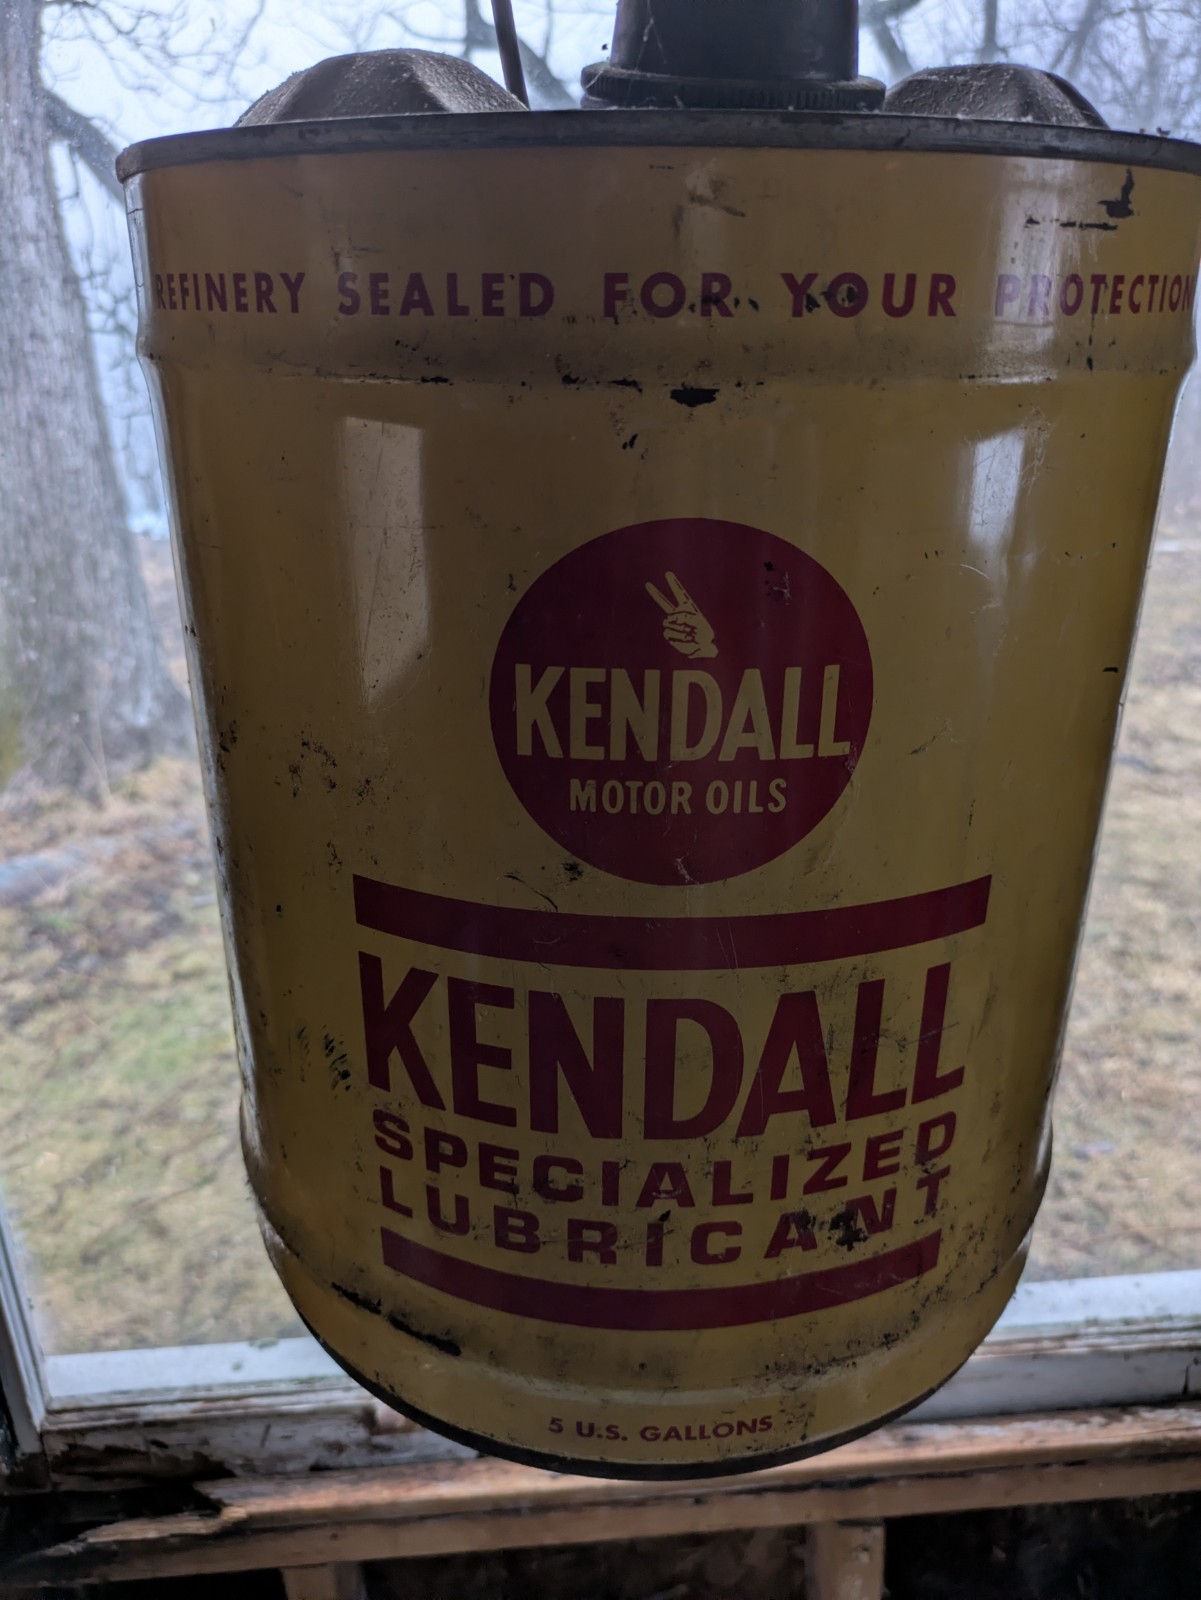 REFINERY SEALED FOR YOUR PROTECTION
KENDALL
MOTOR OILS
KENDALL
SPECIALIZED
LUBRICANT
5 U.S. GALLONS